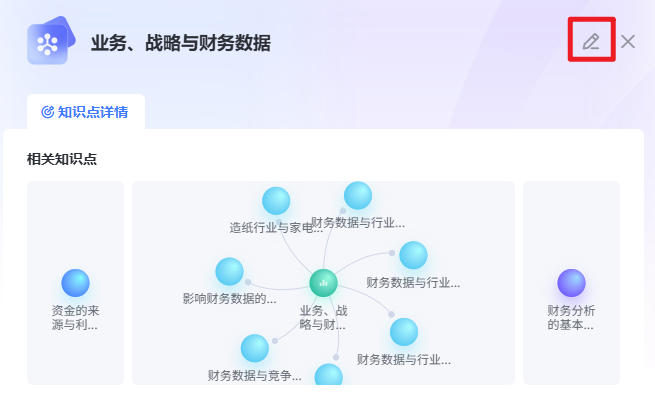 业务、战略与财务数据
知识点详情
相关知识点
造纸行业与家电...
财务数据与行业...
财务数据与行业...
影响财务数据的...
资金的来
源与利...
业务、战
略与财...
财务分析
的基本...
财务数据与行业...
财务数据与竞争...